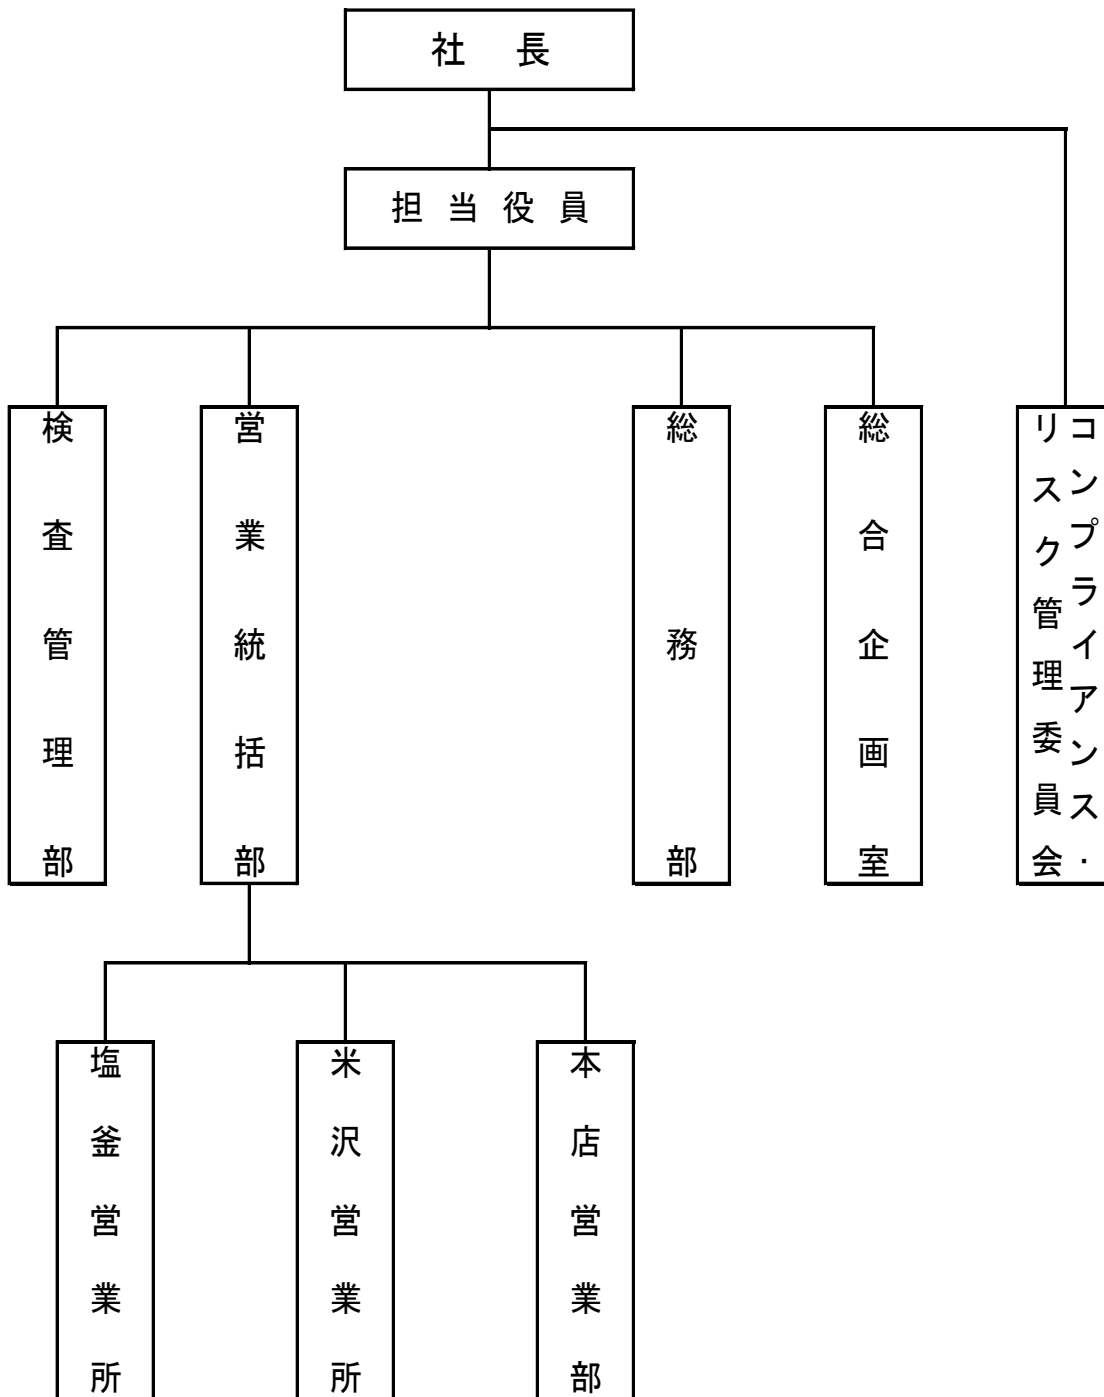 社長
担当役員
検査管理部
営業統括部
総務部
総合企画室
コンプライアンス・
リスク管理委員会
塩釜営業所
米沢営業所
本店営業部